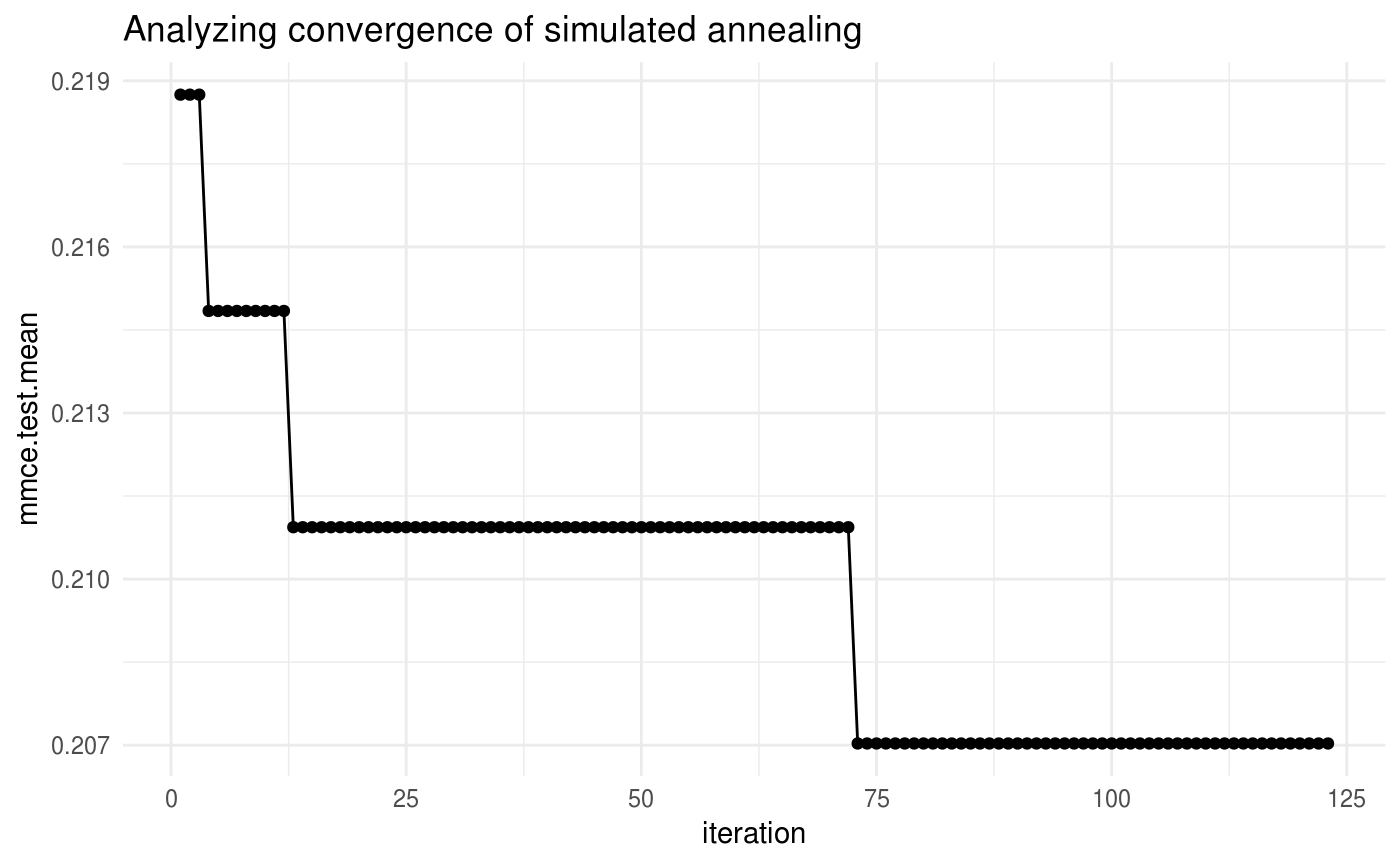 Analyzing convergence of simulated annealing
0.219
0.216
0.213
0.210
0.207
mmce.test.mean
0 25 50 75 100 125
iteration